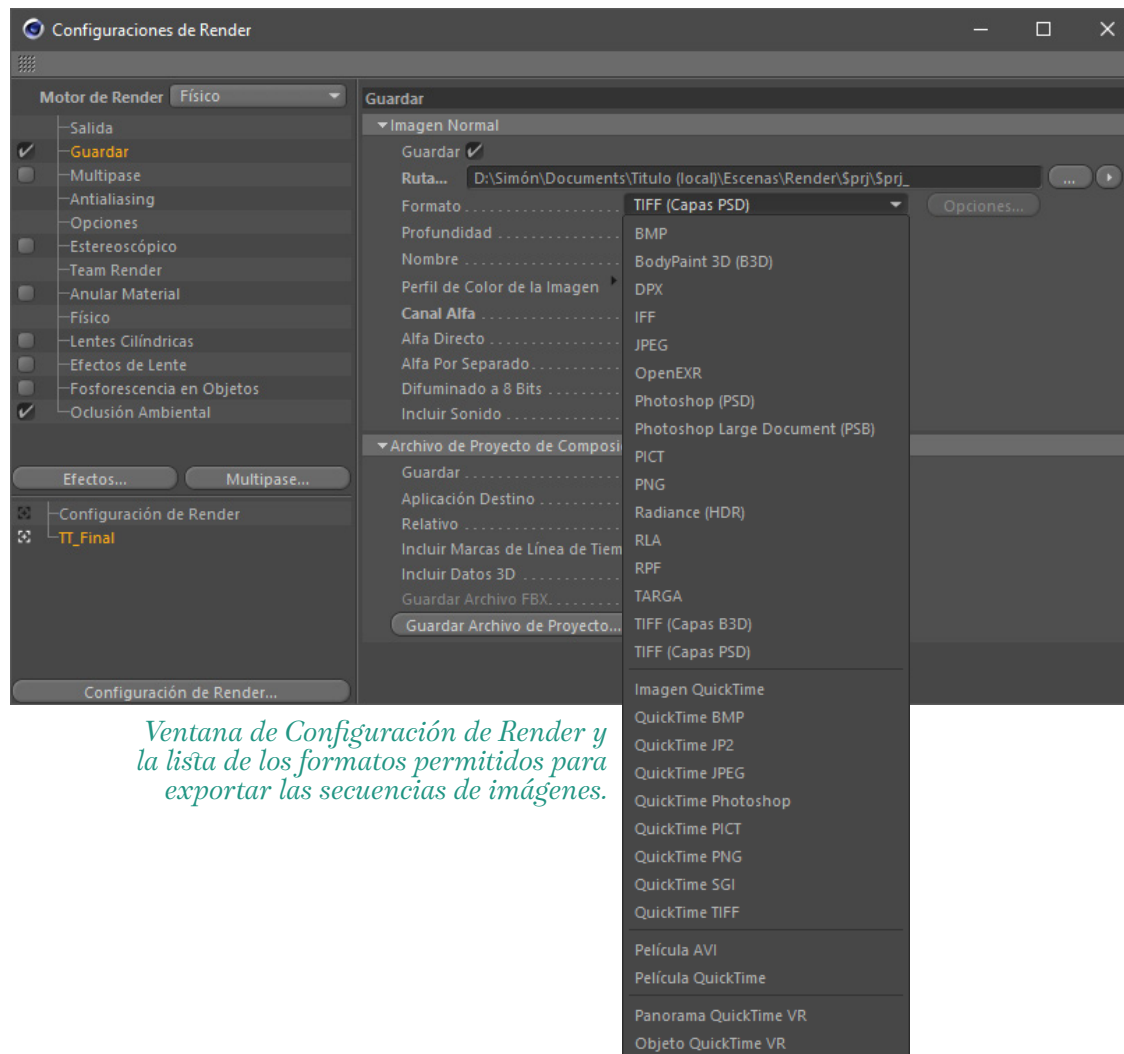 Configuraciones de Render
Motor de Render Físico
Salida
Guardar
Multipase
Antialiasing
Opciones
Estereoscópico
Team Render
Anular Material
Físico
Lentes Cilíndricas
Efectos de Lente
Fosforescencia en Objetos
Oclusión Ambiental
Efectos... Multipase...
Configuración de Render
TT_Final
Configuración de Render...
Guardar
Imagen Normal
Guardar
Ruta... D:\Simón\Documents\Titulo (local)\Escenas\Render\$prj\$prj_ ...
Formato . . . . . . . . . . . . . . . . . . . TIFF (Capas PSD) Opciones...
Profundidad . . . . . . . . . . . . . . .
Nombre . . . . . . . . . . . . . . . . . . .
Perfil de Color de la Imagen
Canal Alfa . . . . . . . . . . . . . . . . .
Alfa Directo . . . . . . . . . . . . . . . .
Alfa Por Separado . . . . . . . . . . .
Difuminado a 8 Bits . . . . . . . . .
Incluir Sonido . . . . . . . . . . . . . .
Archivo de Proyecto de Composi
Guardar . . . . . . . . . . . . . . . . . . .
Aplicación Destino . . . . . . . . . .
Relativo . . . . . . . . . . . . . . . . . . .
Incluir Marcas de Línea de Tiem
Incluir Datos 3D . . . . . . . . . . . .
Guardar Archivo FBX. . . . . . . . .
Guardar Archivo de Proyecto...
BMP
BodyPaint 3D (B3D)
DPX
IFF
JPEG
OpenEXR
Photoshop (PSD)
Photoshop Large Document (PSB)
PICT
PNG
Radiance (HDR)
RLA
RPF
TARGA
TIFF (Capas B3D)
TIFF (Capas PSD)
Imagen QuickTime
QuickTime BMP
QuickTime JP2
QuickTime JPEG
QuickTime Photoshop
QuickTime PICT
QuickTime PNG
QuickTime SGI
QuickTime TIFF
Película AVI
Película QuickTime
Panorama QuickTime VR
Objeto QuickTime VR
Ventana de Configuración de Render y
la lista de los formatos permitidos para
exportar las secuencias de imágenes.